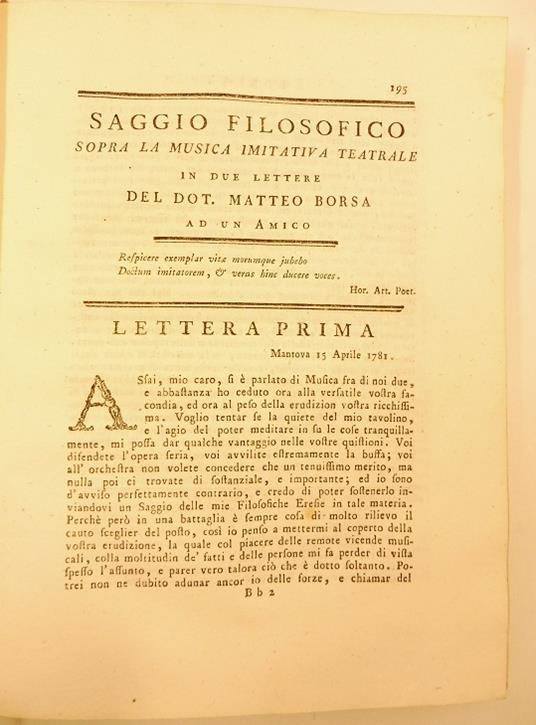 195
SAGGIO FILOSOFICO
SOPRA LA MUSICA IMITATIVA TEATRALE
IN DUE LETTERE
DEL DOT. MATTEO BORSA
AD UN AMICO
Reſpicere exemplar vitæ morumque jubebo
Doctum imitatorem, & veras hinc ducere voces.
Hor. Art. Poet.
LETTERA PRIMA
Mantova 15 Aprile 1781.
ASſai, mio caro, ſi è parlato di Muſica fra di noi due,
e abbaſtanza ho ceduto ora alla verſatile voſtra fa-
condia, ed ora al peſo della erudizion voſtra ricchiſſi-
ma. Voglio tentar ſe la quiete del mio tavolino,
e l'agio del poter meditare in ſu le coſe tranquilla-
mente, mi poſſa dar qualche vantaggio nelle voſtre quiſtioni. Voi
difendete l'opera ſeria, voi avvilite eſtremamente la buffa; voi
all' orcheſtra non volete concedere che un tenuiſſimo merito, ma
nulla poi ci trovate di ſoſtanziale, e importante; ed io ſono
d'avviſo perfettamente contrario, e credo di poter ſoſtenerlo in-
viandovi un Saggio delle mie Filoſofiche Ereſie in tale materia.
Perchè però in una battaglia è ſempre coſa di molto rilievo il
cauto ſceglier del poſto, così io penſo a mettermi al coperto della
voſtra erudizione, la quale col piacere delle remote vicende muſi-
cali, colla moltitudin de' fatti e delle perſone mi fa perder di viſta
ſpeſſo l'aſſunto, e parer vero talora ciò che è dotto ſoltanto. Po-
trei non ne dubito adunar ancor io delle forze, e chiamar del
B b 2